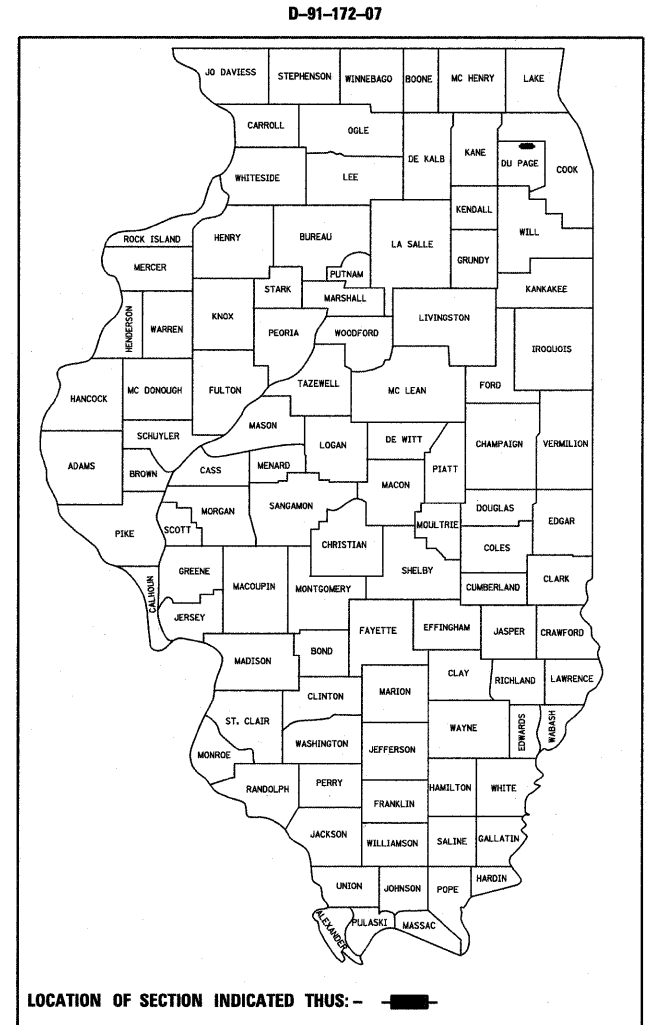 D-91-172-07
JO DAVIESS
STEPHENSON
WINNEBAGO
BOONE
MC HENRY
LAKE
CARROLL
OGLE
DE KALB
KANE
DU PAGE
COOK
WHITESIDE
LEE
KENDALL
ROCK ISLAND
HENRY
BUREAU
LA SALLE
WILL
GRUNDY
MERCER
PUTNAM
STARK
MARSHALL
KANKAKEE
HENDERSON
WARREN
KNOX
PEORIA
WOODFORD
LIVINGSTON
IROQUOIS
HANCOCK
MC DONOUGH
FULTON
TAZEWELL
MC LEAN
FORD
MASON
SCHUYLER
LOGAN
DE WITT
CHAMPAIGN
VERMILION
ADAMS
BROWN
CASS
MENARD
PIATT
MACON
MORGAN
SANGAMON
DOUGLAS
PIKE
SCOTT
CHRISTIAN
MOULTRIE
EDGAR
COLES
GREENE
MACOUPIN
MONTGOMERY
SHELBY
CUMBERLAND
CLARK
CALHOUN
JERSEY
FAYETTE
EFFINGHAM
JASPER
CRAWFORD
MADISON
BOND
CLAY
RICHLAND
LAWRENCE
CLINTON
MARION
ST. CLAIR
WAYNE
EDWARDS
WABASH
WASHINGTON
JEFFERSON
MONROE
RANDOLPH
PERRY
HAMILTON
WHITE
FRANKLIN
JACKSON
WILLIAMSON
SALINE
GALLATIN
UNION
JOHNSON
POPE
HARDIN
ALEXANDER
PULASKI
MASSAC
LOCATION OF SECTION INDICATED THUS: -